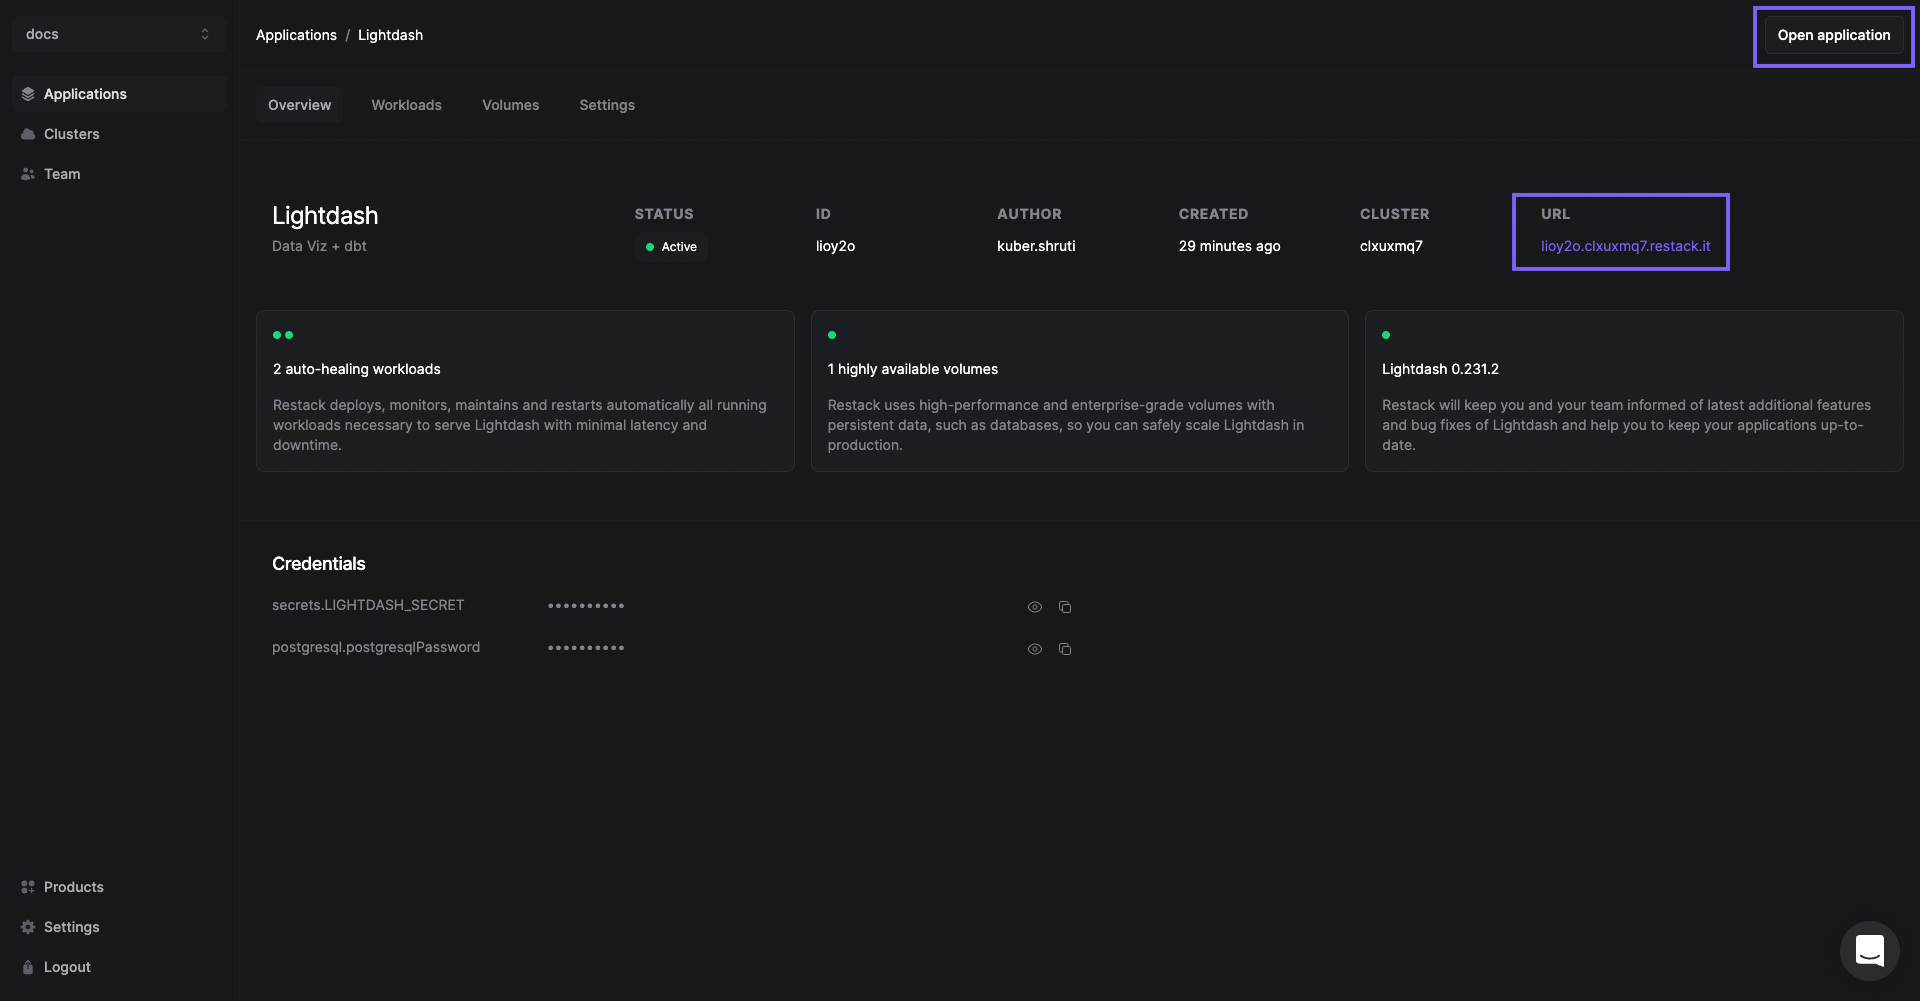 docs
Applications / Lightdash
Open application
Applications
Clusters
Team
Overview
Workloads
Volumes
Settings
Lightdash
Data Viz + dbt
STATUS
Active
ID
lioy2o
AUTHOR
kuber.shruti
CREATED
29 minutes ago
CLUSTER
clxuxmq7
URL
lioy2o.clxuxmq7.restack.it
2 auto-healing workloads
Restack deploys, monitors, maintains and restarts automatically all running
workloads necessary to serve Lightdash with minimal latency and
downtime.
1 highly available volumes
Restack uses high-performance and enterprise-grade volumes with
persistent data, such as databases, so you can safely scale Lightdash in
production.
Lightdash 0.231.2
Restack will keep you and your team informed of latest additional features
and bug fixes of Lightdash and help you to keep your applications up-to-
date.
Credentials
secrets.LIGHTDASH_SECRET ••••••••••
postgresql.postgresqlPassword ••••••••••
Products
Settings
Logout